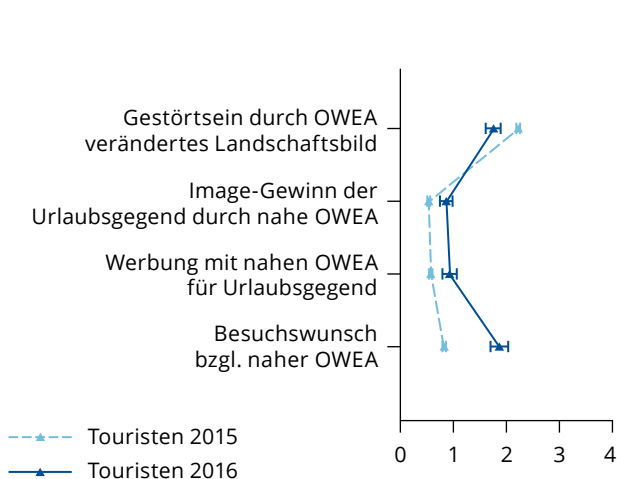 Gestörtsein durch OWEA
verändertes Landschaftsbild
Image-Gewinn der
Urlaubsgegend durch nahe OWEA
Werbung mit nahen OWEA
für Urlaubsgegend
Besuchswunsch
bzgl. naher OWEA
Touristen 2015
Touristen 2016
0 1 2 3 4